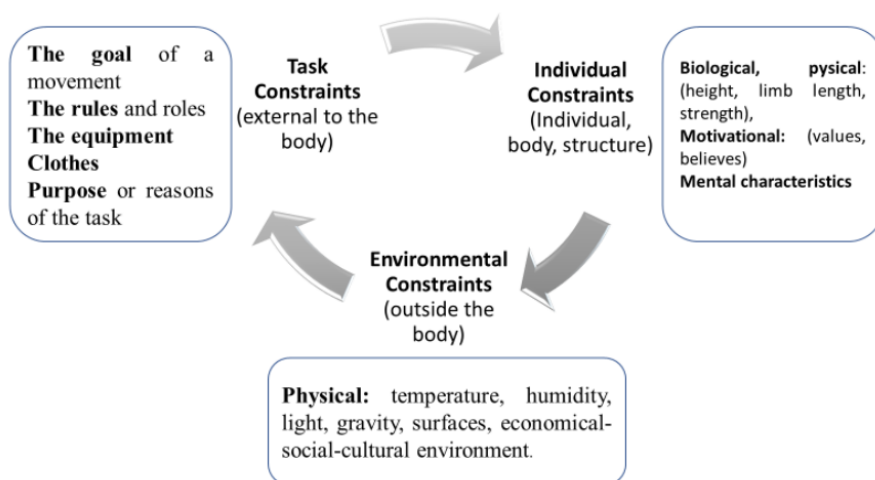 The goal of a
movement
The rules and roles
The equipment
Clothes
Purpose or reasons
of the task
Task
Constraints
(external to the
body)
Individual
Constraints
(Individual,
body, structure)
Biological, pysical:
(height, limb length,
strength),
Motivational: (values,
believes)
Mental characteristics
Environmental
Constraints
(outside the
body)
Physical: temperature, humidity,
light, gravity, surfaces, economical-
social-cultural environment.